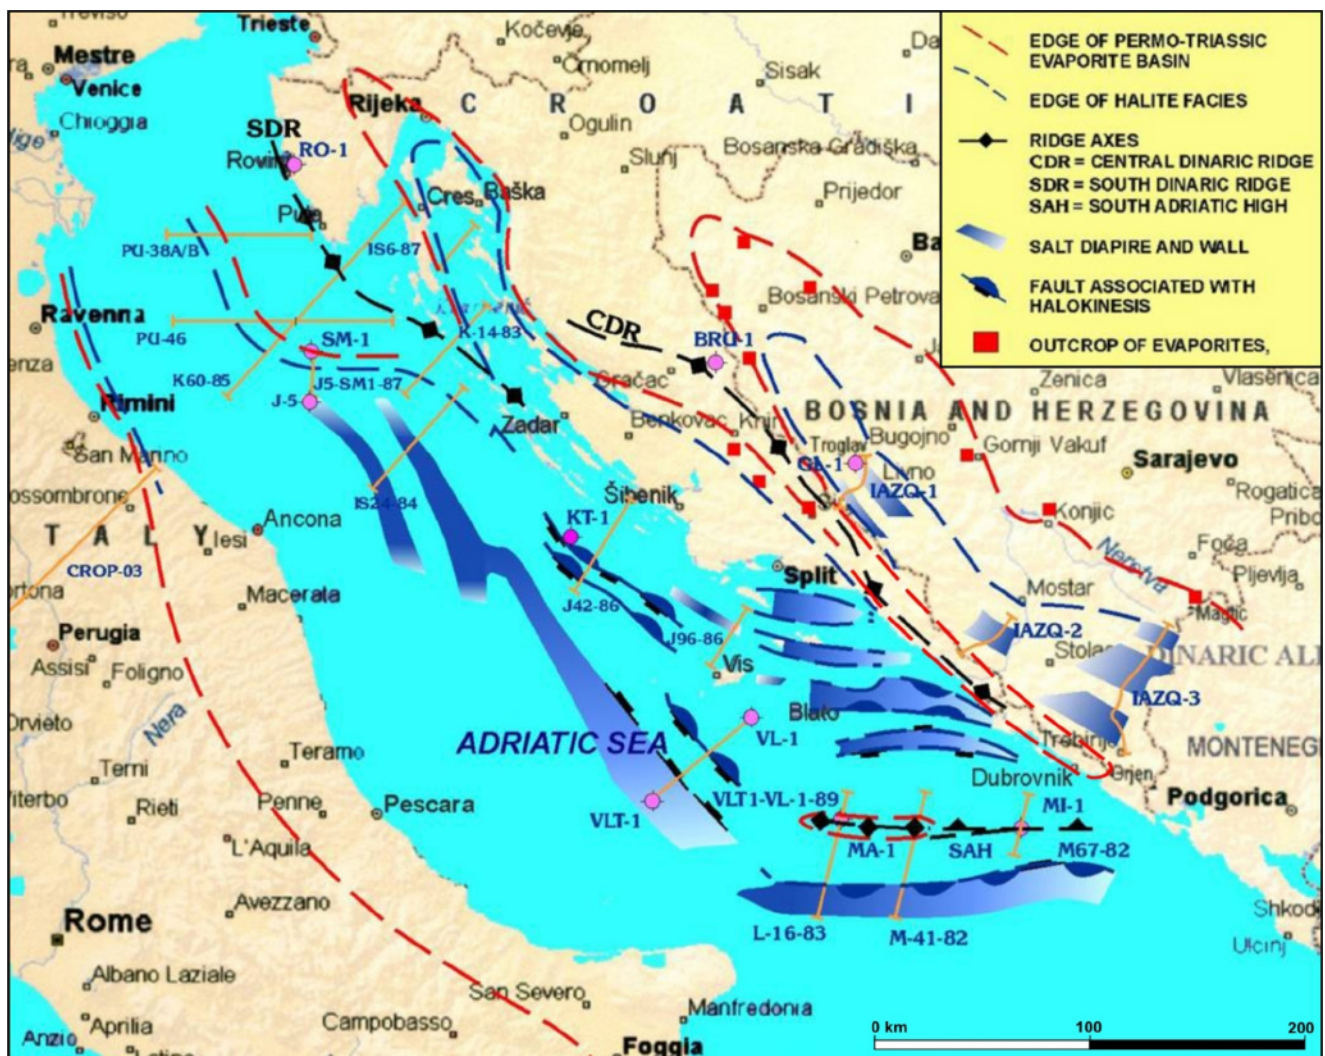 Trieste
Kočevje
Mestre
Črnomelj
Sisak
Venice
Chioggia
Rijeka
C R O A T I
Ogulin
SDR
RO-1
Slunj
Bosanska Gradiška
Prijedor
Cres
Baška
Pula
PU-38A/B
IS6-87
Bosanski Petrova
Ravenna
PU-46
SM-1
K-14-83
CDR
BRU-1
K60-85
J5-SM1-87
Gračac
Zenica
Vlasenica
Rimini
J-5
Benkovac
Knin
BOSNIA AND HERZEGOVINA
Zadar
Troglav
Bugojno
Gornji Vakuf
San Marino
GL-1
Livno
Sarajevo
ossombrone
IS24-84
Šibenik
IAZQ-1
Rogatica
Ancona
KT-1
Konjic
T A L Y
Iesi
Foča
CROP-03
Neretva
Pljevlja
Split
Macerata
J42-86
Mostar
Maglic
Perugia
J96-86
IAZQ-2
Assisi
Foligno
Vis
DINARIC AL
IAZQ-3
Orvieto
Nera
Blato
Teramo
ADRIATIC SEA
VL-1
Trebinje
MONTENEG
Terni
Dubrovnik
Orjen
Viterbo
Rieti
Penne
Pescara
VLT-1
VLT1-VL-1-89
MI-1
Podgorica
L'Aquila
MA-1
SAH
M67-82
Avezzano
Rome
L-16-83
M-41-82
Shkod
Ulcinj
Albano Laziale
San Severo
Manfredonia
Anzio
Aprilia
Campobasso
Foggia
EDGE OF PERMO-TRIASSIC
EVAPORITE BASIN
EDGE OF HALITE FACIES
RIDGE AXES
CDR = CENTRAL DINARIC RIDGE
SDR = SOUTH DINARIC RIDGE
SAH = SOUTH ADRIATIC HIGH
SALT DIAPIRE AND WALL
FAULT ASSOCIATED WITH
HALOKINESIS
OUTCROP OF EVAPORITES,
0 km 100 200